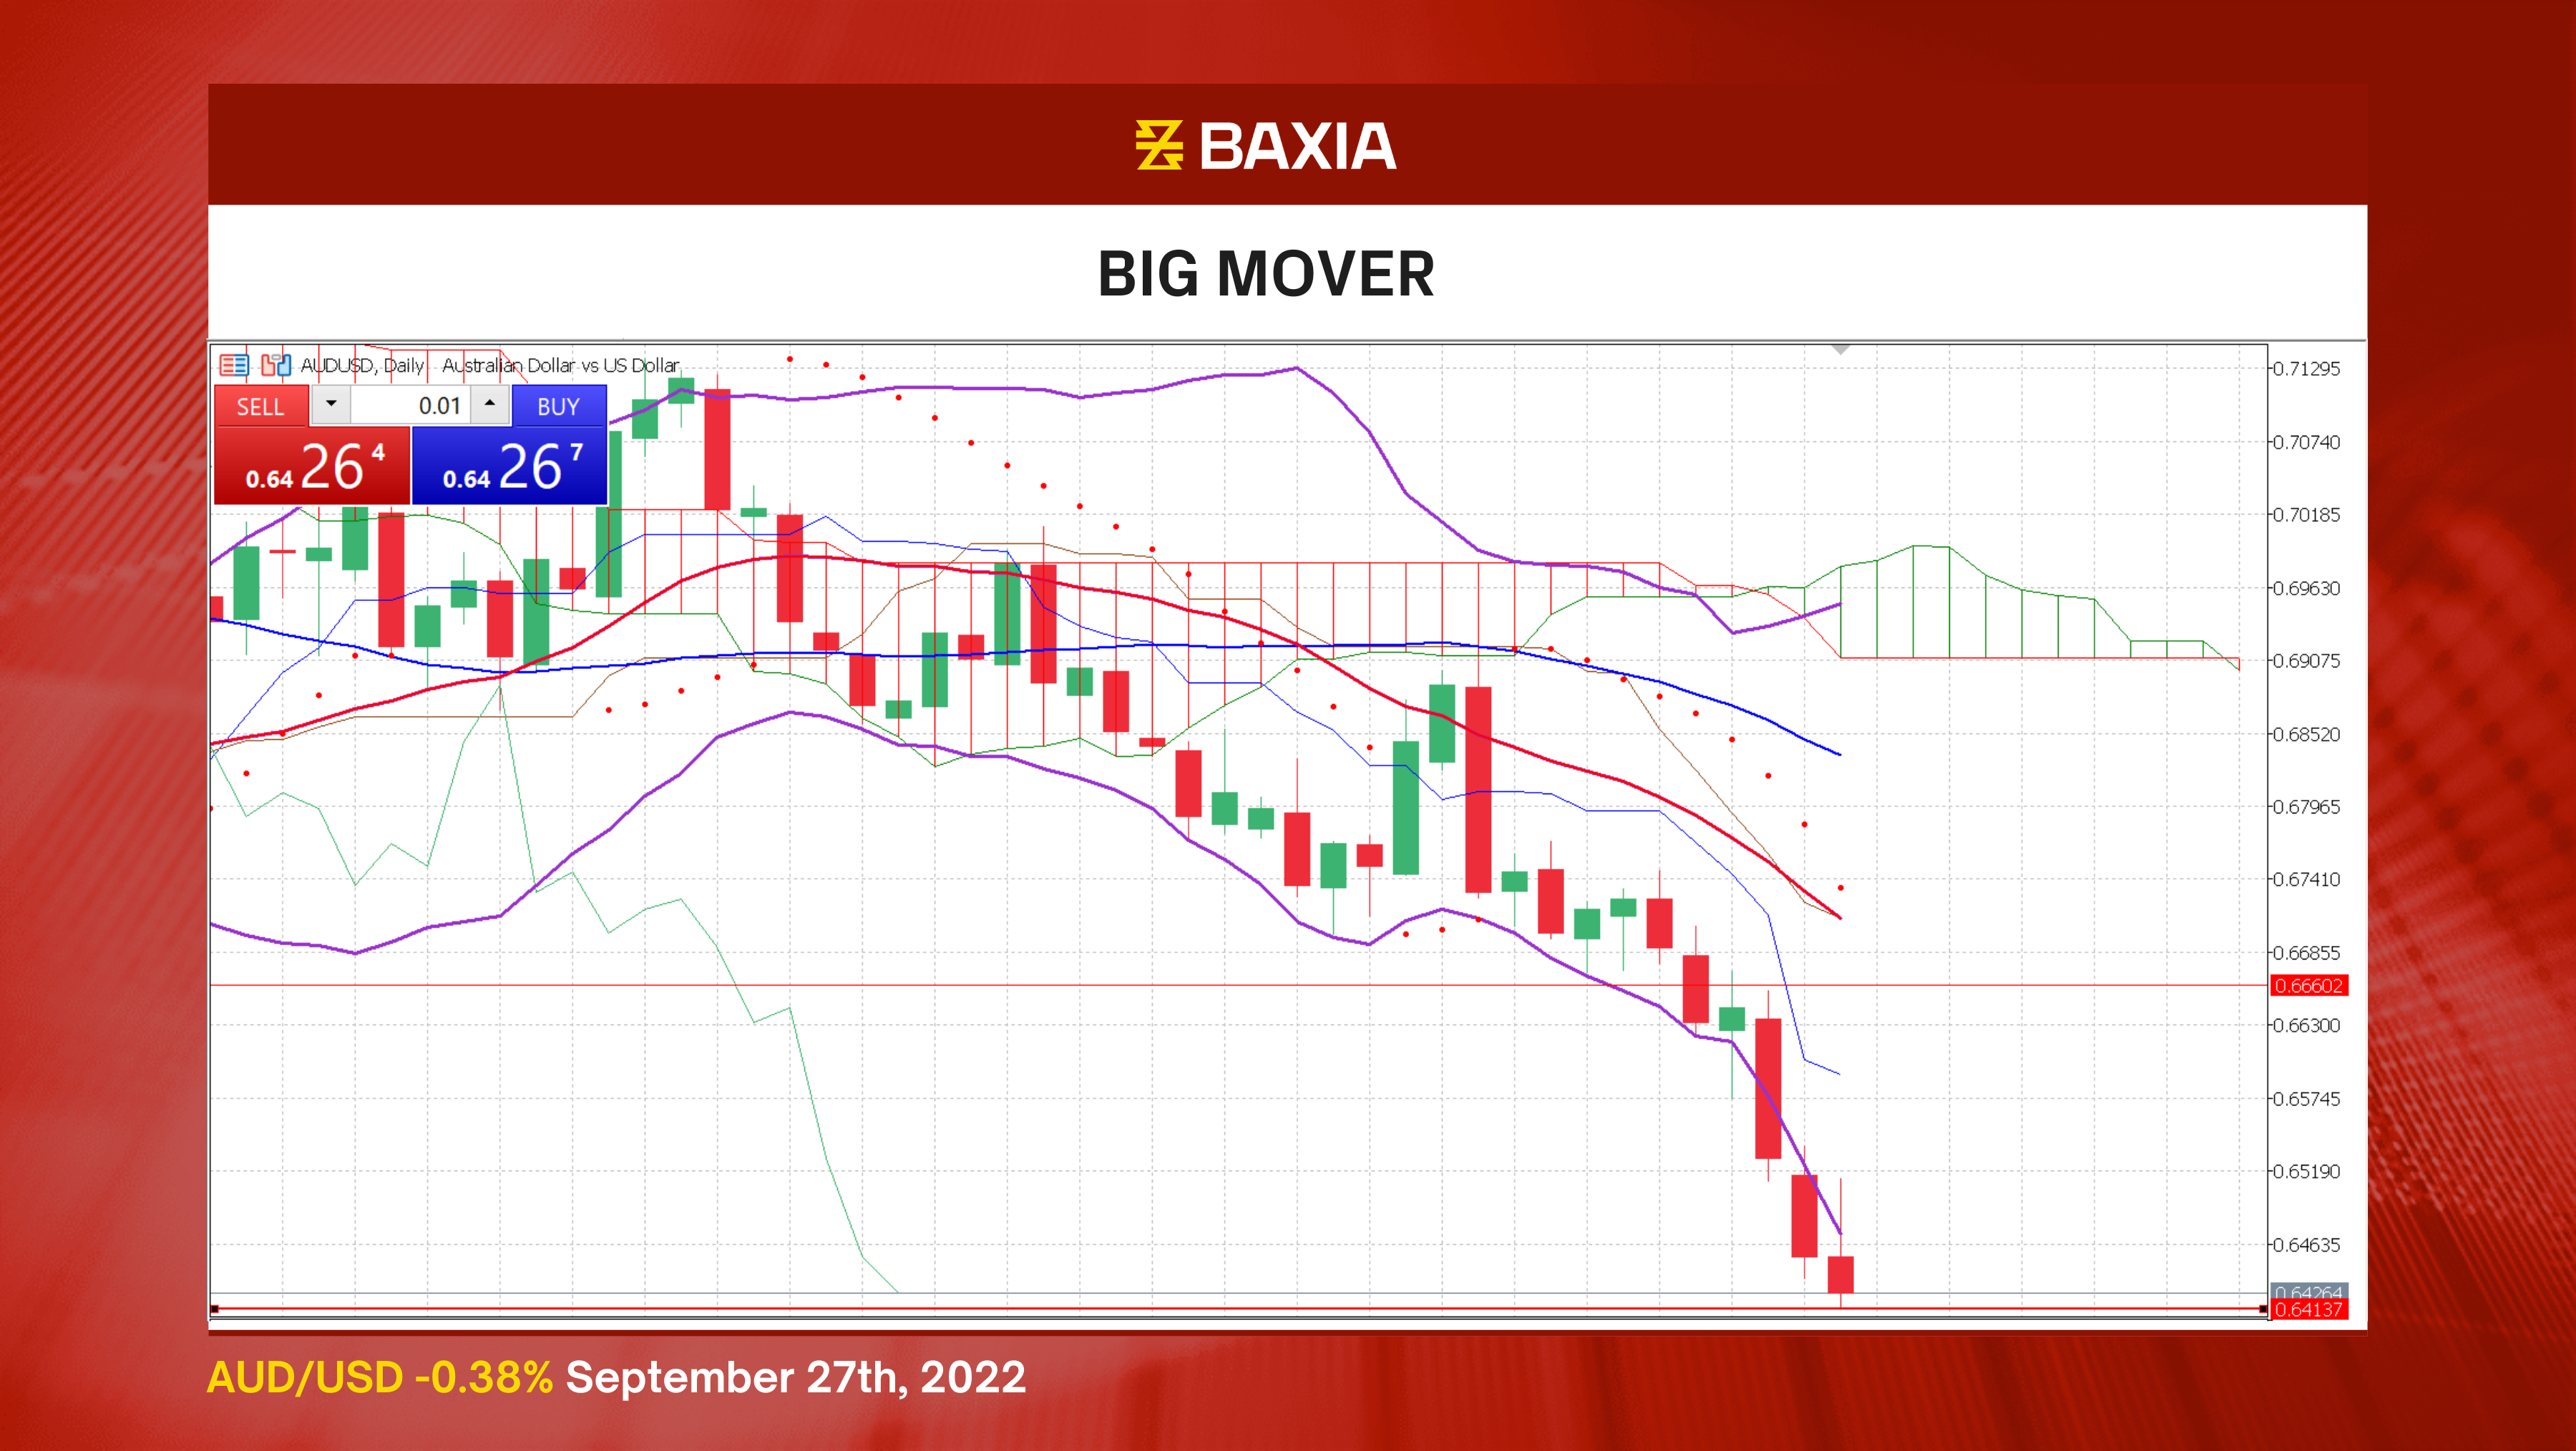 BAXIA
BIG MOVER
AUDUSD, Daily Australian Dollar vs US Dollar
SELL 0.01 BUY
0.64 26 4 0.64 26 7
0.71295
0.70740
0.70185
0.69630
0.69075
0.68520
0.67965
0.67410
0.66855
0.66602
0.66300
0.65745
0.65190
0.64635
0.64264
0.64137
AUD/USD -0.38% September 27th, 2022